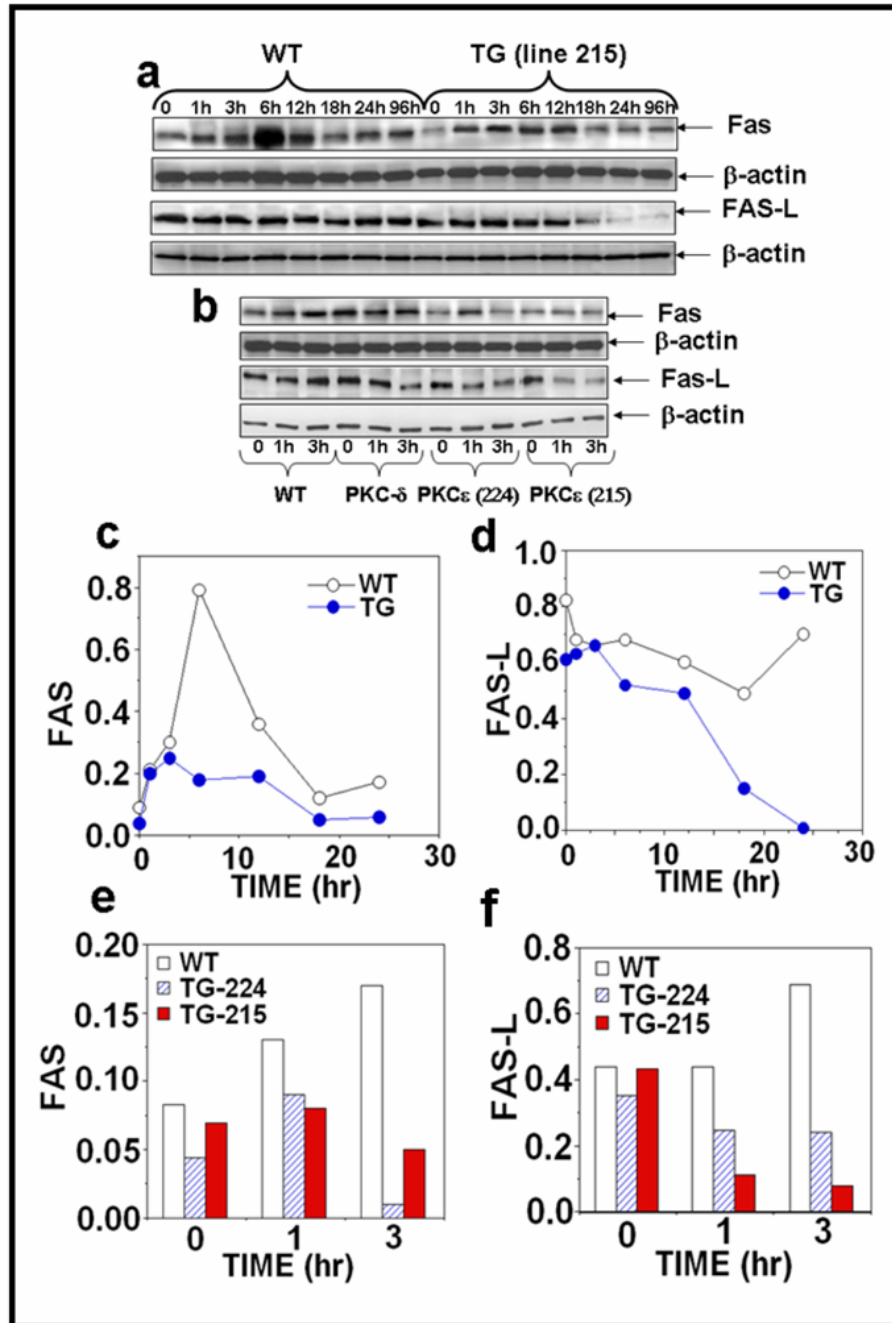 a
WT TG (line 215)
0 1h 3h 6h 12h 18h 24h 96h 0 1h 3h 6h 12h 18h 24h 96h
Fas
β-actin
FAS-L
β-actin
b
Fas
β-actin
Fas-L
β-actin
0 1h 3h 0 1h 3h 0 1h 3h 0 1h 3h
WT PKC-δ PKCε (224) PKCε (215)
c
0.8
0.6
0.4
0.2
0.0
FAS
WT
TG
0 10 20 30
TIME (hr)
d
1.0
0.8
0.6
0.4
0.2
0.0
FAS-L
WT
TG
0 10 20 30
TIME (hr)
e
0.20
0.15
0.10
0.05
0.00
FAS
WT
TG-224
TG-215
0 1 3
TIME (hr)
f
0.8
0.6
0.4
0.2
0.0
FAS-L
WT
TG-224
TG-215
0 1 3
TIME (hr)